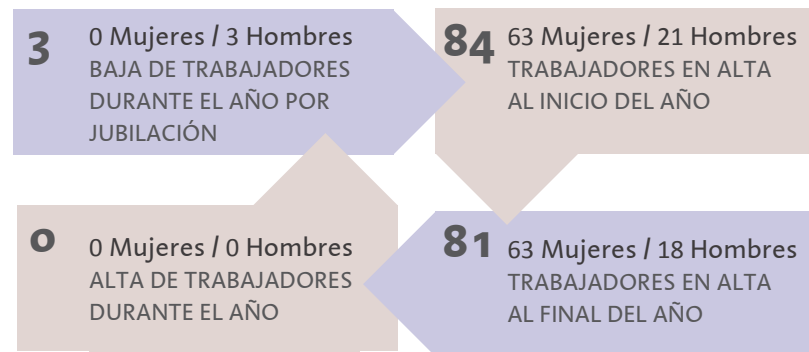 3
0 Mujeres / 3 Hombres
BAJA DE TRABAJADORES
DURANTE EL AÑO POR
JUBILACIÓN
84
63 Mujeres / 21 Hombres
TRABAJADORES EN ALTA
AL INICIO DEL AÑO
0
0 Mujeres / 0 Hombres
ALTA DE TRABAJADORES
DURANTE EL AÑO
81
63 Mujeres / 18 Hombres
TRABAJADORES EN ALTA
AL FINAL DEL AÑO